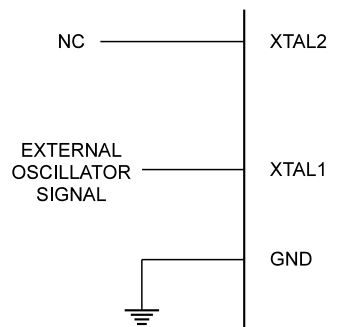 NC
XTAL2
EXTERNAL
OSCILLATOR
SIGNAL
XTAL1
GND